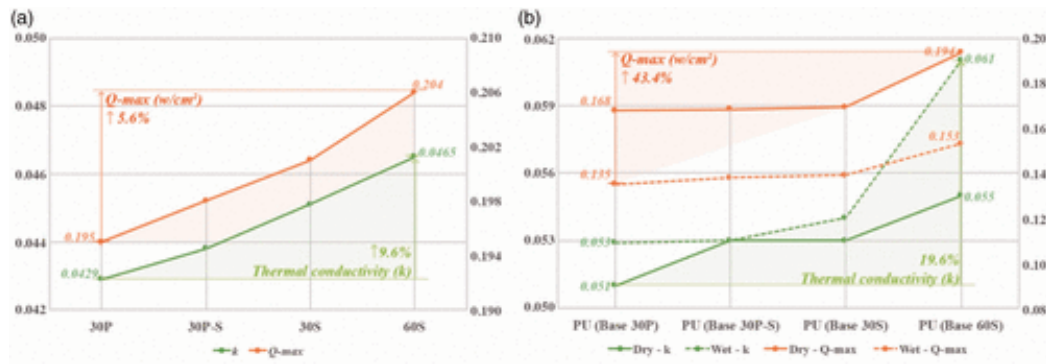 (a)
0.050
0.048
0.046
0.044
0.042
0.210
0.206
0.202
0.198
0.194
0.190
Q-max (w/cm²)
↑ 5.6%
0.204
0.0465
0.195
0.0429
↑9.6%
Thermal conductivity (k)
30P
30P-S
30S
60S
k
Q-max
(b)
0.062
0.059
0.056
0.053
0.050
0.20
0.18
0.16
0.14
0.12
0.10
0.08
Q-max (w/cm²)
↑ 43.4%
0.194
0.061
0.168
0.153
0.135
0.055
0.053
0.051
19.6%
Thermal conductivity (k)
PU (Base 30P)
PU (Base 30P-S)
PU (Base 30S)
PU (Base 60S)
Dry - k
Wet - k
Dry - Q-max
Wet - Q-max